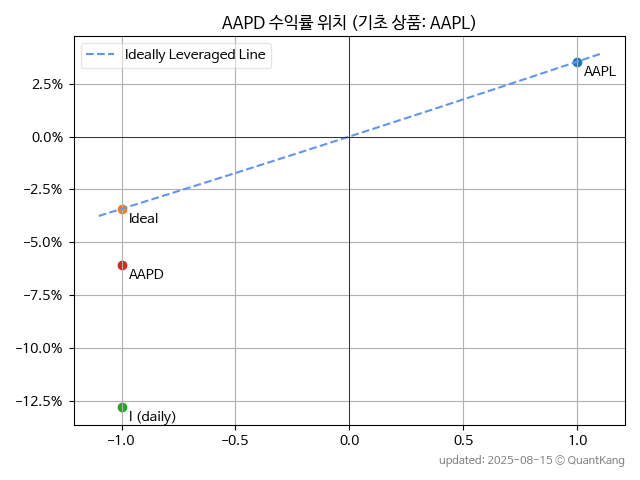 AAPD 수익률 위치 (기초 상품: AAPL)
Ideally Leveraged Line
AAPL
Ideal
AAPD
I (daily)
2.5%
0.0%
−2.5%
−5.0%
−7.5%
−10.0%
−12.5%
−1.0 −0.5 0.0 0.5 1.0
updated: 2025-08-15 © QuantKang